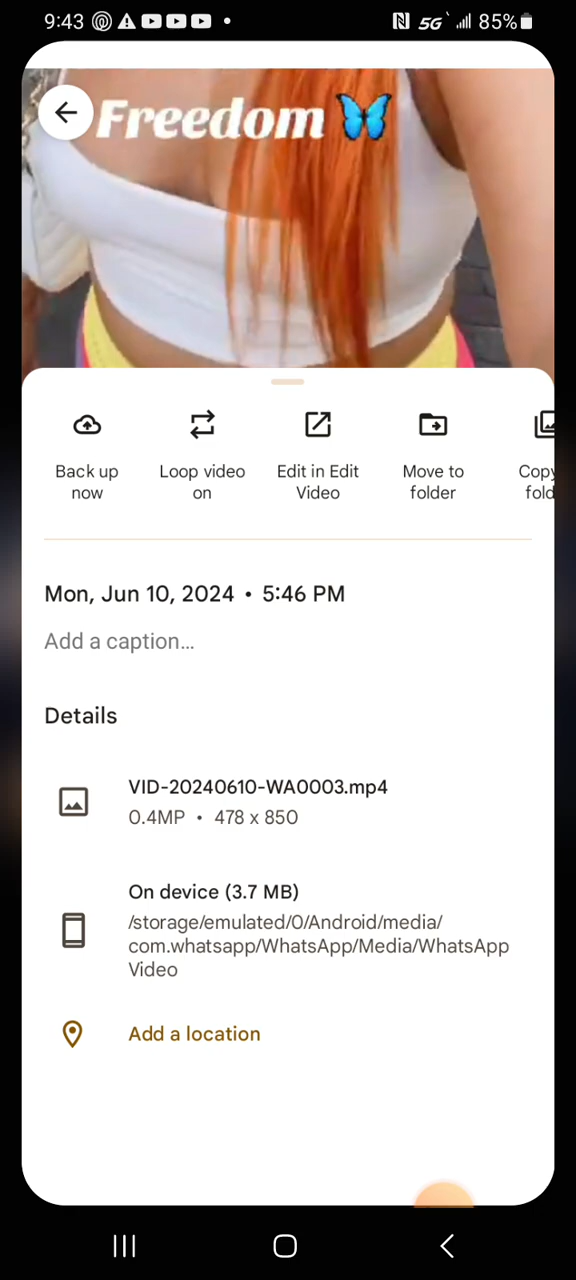 9:43
5G 85%
Freedom 🦋
Back up now
Loop video on
Edit in Edit Video
Move to folder
Copy fold
Mon, Jun 10, 2024 • 5:46 PM
Add a caption...
Details
VID-20240610-WA0003.mp4
0.4MP • 478 x 850
On device (3.7 MB)
/storage/emulated/0/Android/media/
com.whatsapp/WhatsApp/Media/WhatsApp
Video
Add a location